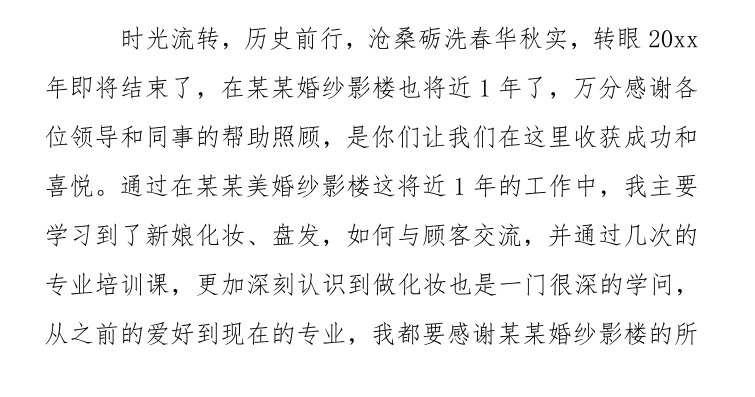 时光流转，历史前行，沧桑砺洗春华秋实，转眼 20xx
年即将结束了，在某某婚纱影楼也将近 1 年了，万分感谢各
位领导和同事的帮助照顾，是你们让我们在这里收获成功和
喜悦。通过在某某美婚纱影楼这将近 1 年的工作中，我主要
学习到了新娘化妆、盘发，如何与顾客交流，并通过几次的
专业培训课，更加深刻认识到做化妆也是一门很深的学问，
从之前的爱好到现在的专业，我都要感谢某某婚纱影楼的所